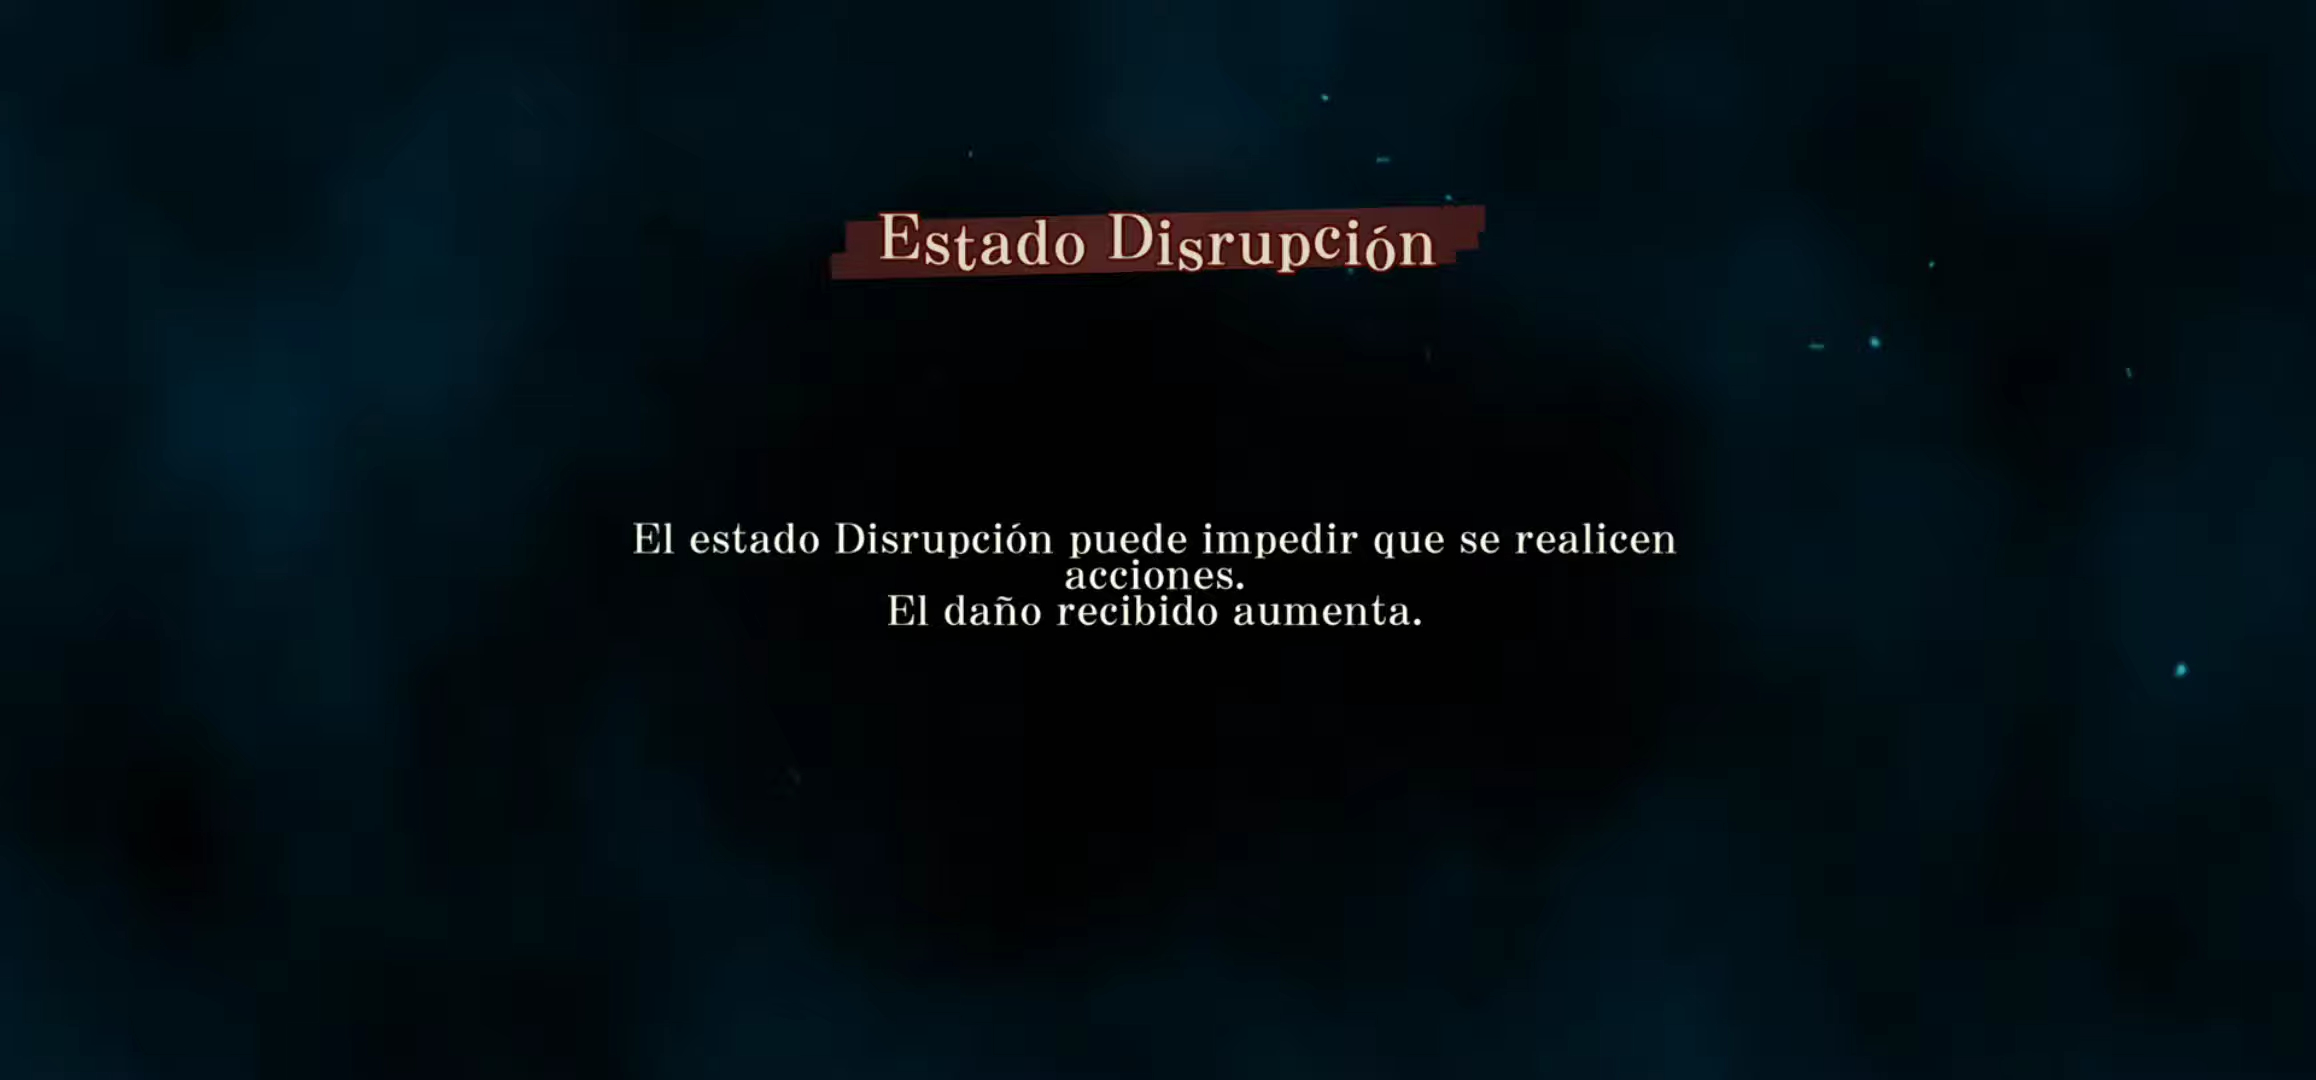 Estado Disrupción
El estado Disrupción puede impedir que se realicen
acciones.
El daño recibido aumenta.